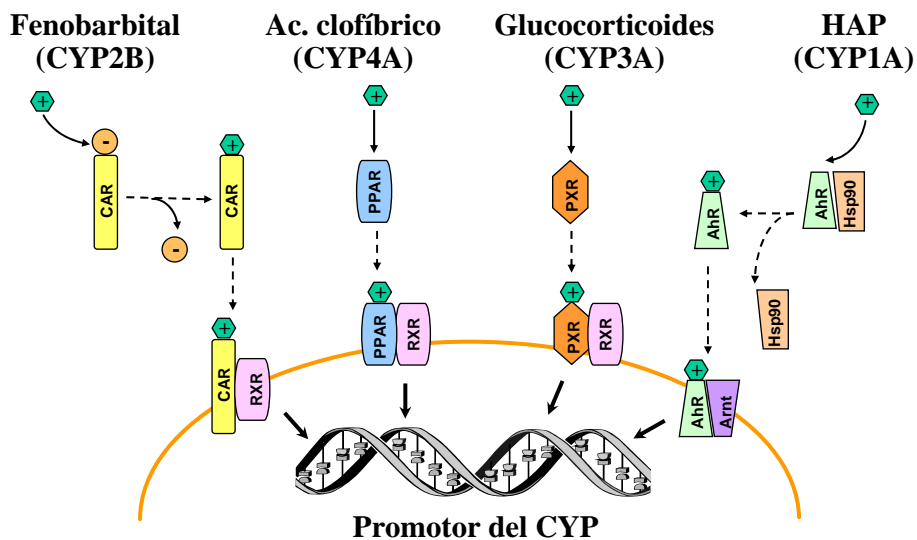 Fenobarbital
(CYP2B)
Ac. clofíbrico
(CYP4A)
Glucocorticoides
(CYP3A)
HAP
(CYP1A)
+
-
CAR
+
CAR
-
+
CAR
RXR
+
PPAR
+
PPAR
RXR
+
PXR
+
PXR
RXR
+
AhR
Hsp90
+
AhR
Hsp90
+
AhR
Arnt
Promotor del CYP